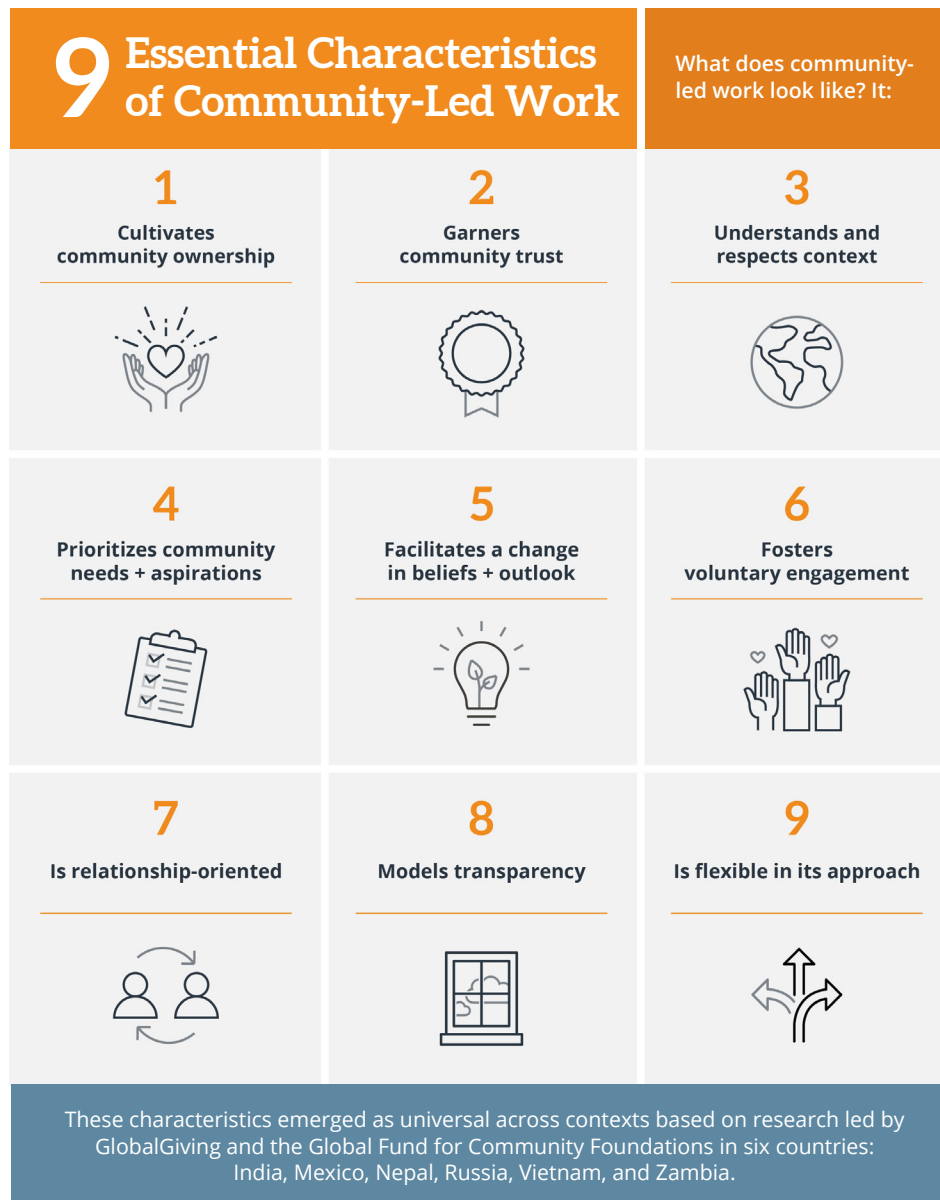 9 Essential Characteristics
of Community-Led Work
What does community-
led work look like? It:
1
Cultivates
community ownership
2
Garners
community trust
3
Understands and
respects context
4
Prioritizes community
needs + aspirations
5
Facilitates a change
in beliefs + outlook
6
Fosters
voluntary engagement
7
Is relationship-oriented
8
Models transparency
9
Is flexible in its approach
These characteristics emerged as universal across contexts based on research led by
GlobalGiving and the Global Fund for Community Foundations in six countries:
India, Mexico, Nepal, Russia, Vietnam, and Zambia.